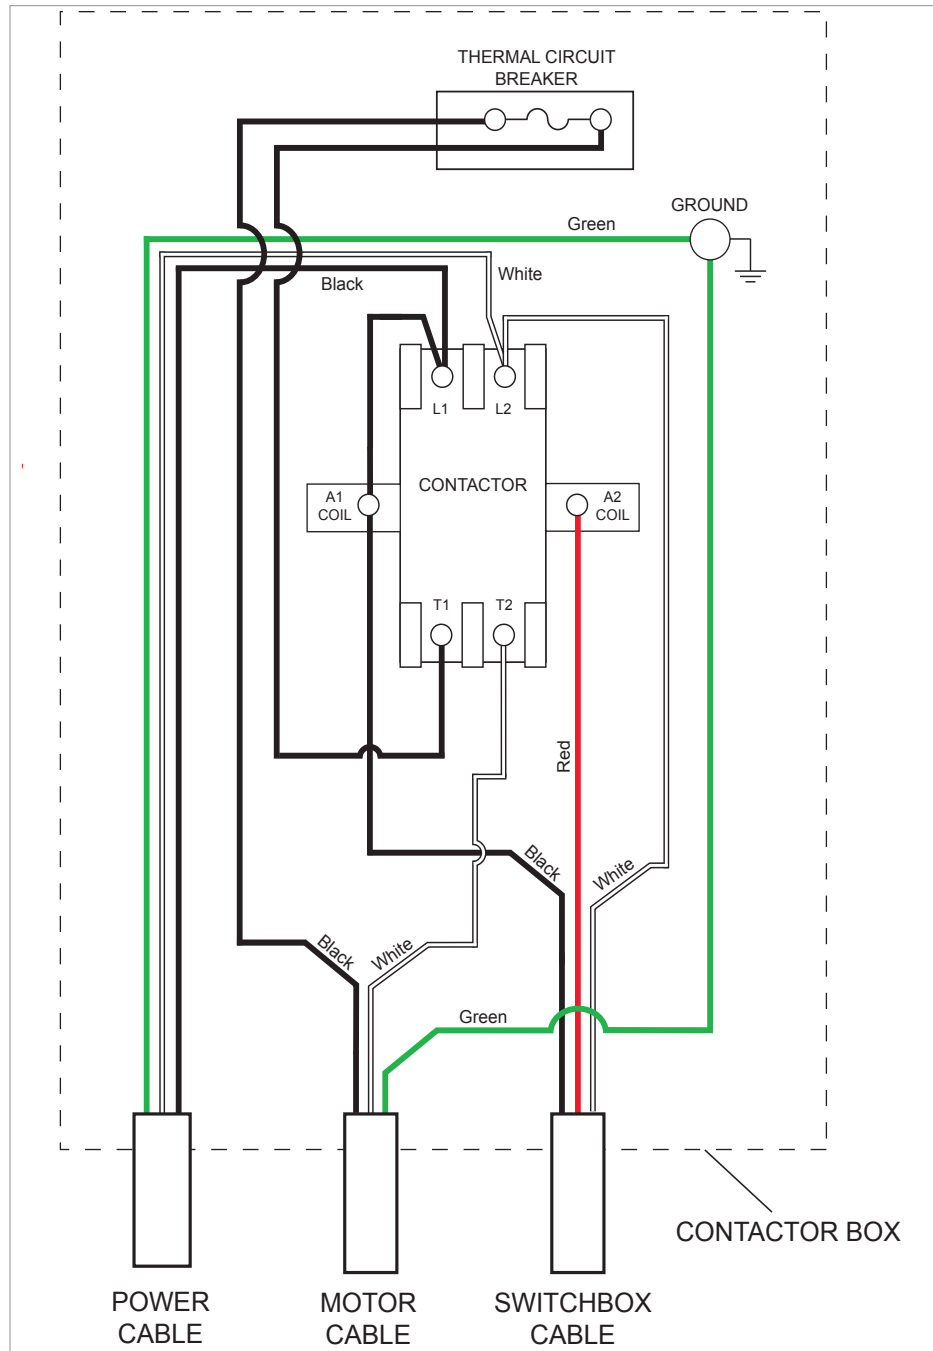 THERMAL CIRCUIT
BREAKER
GROUND
Green
White
Black
L1
L2
CONTACTOR
A1
COIL
A2
COIL
T1
T2
Red
Black
White
Black
White
Green
CONTACTOR BOX
POWER
CABLE
MOTOR
CABLE
SWITCHBOX
CABLE